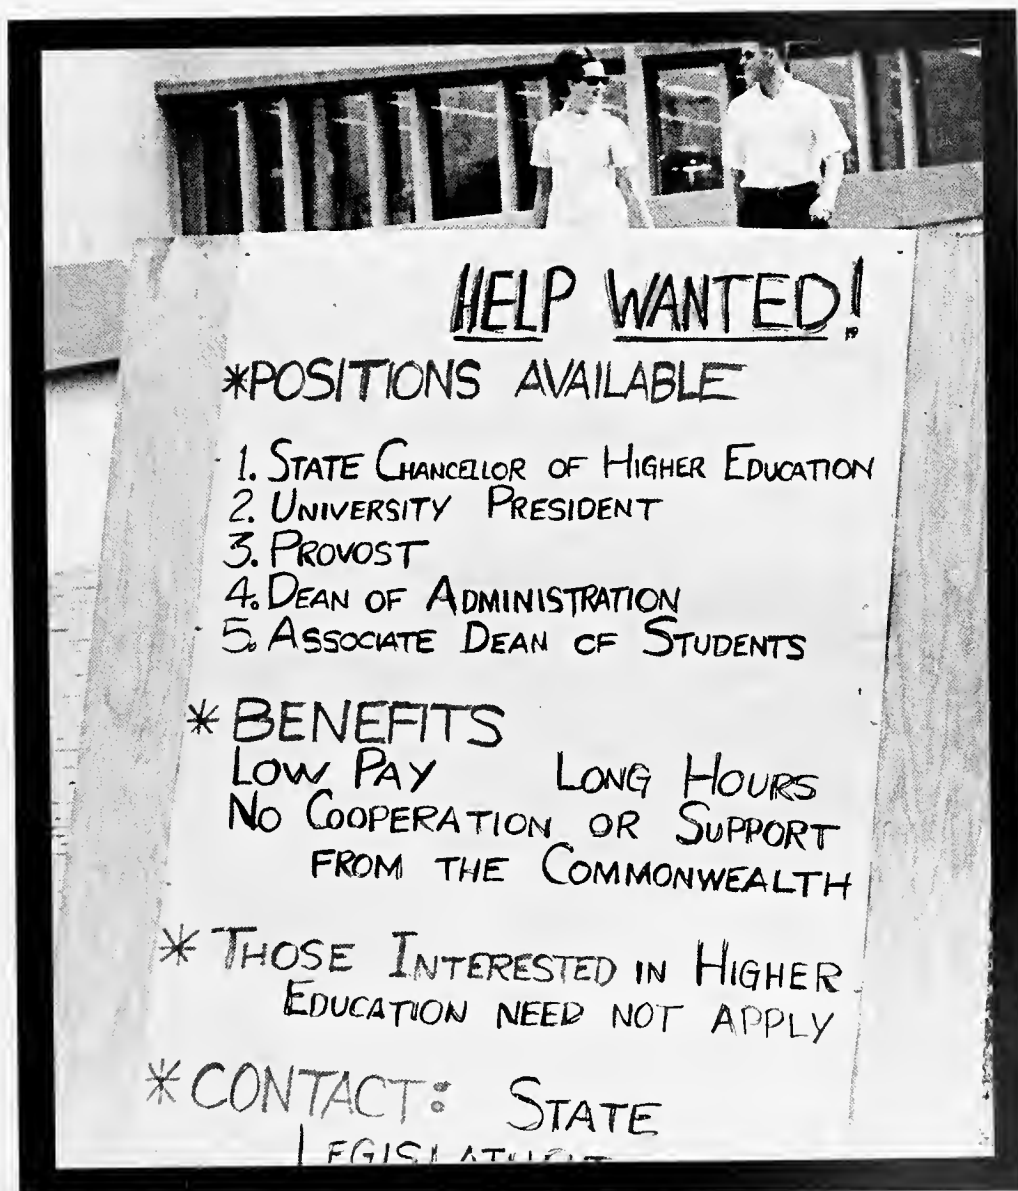 HELP WANTED!
*POSITIONS AVAILABLE
1. STATE CHANCELLOR OF HIGHER EDUCATION
2. UNIVERSITY PRESIDENT
3. PROVOST
4. DEAN OF ADMINISTRATION
5. ASSOCIATE DEAN OF STUDENTS
* BENEFITS
LOW PAY LONG HOURS
NO COOPERATION OR SUPPORT
FROM THE COMMONWEALTH
* THOSE INTERESTED IN HIGHER
EDUCATION NEED NOT APPLY
* CONTACT: STATE
LEGISLATURE